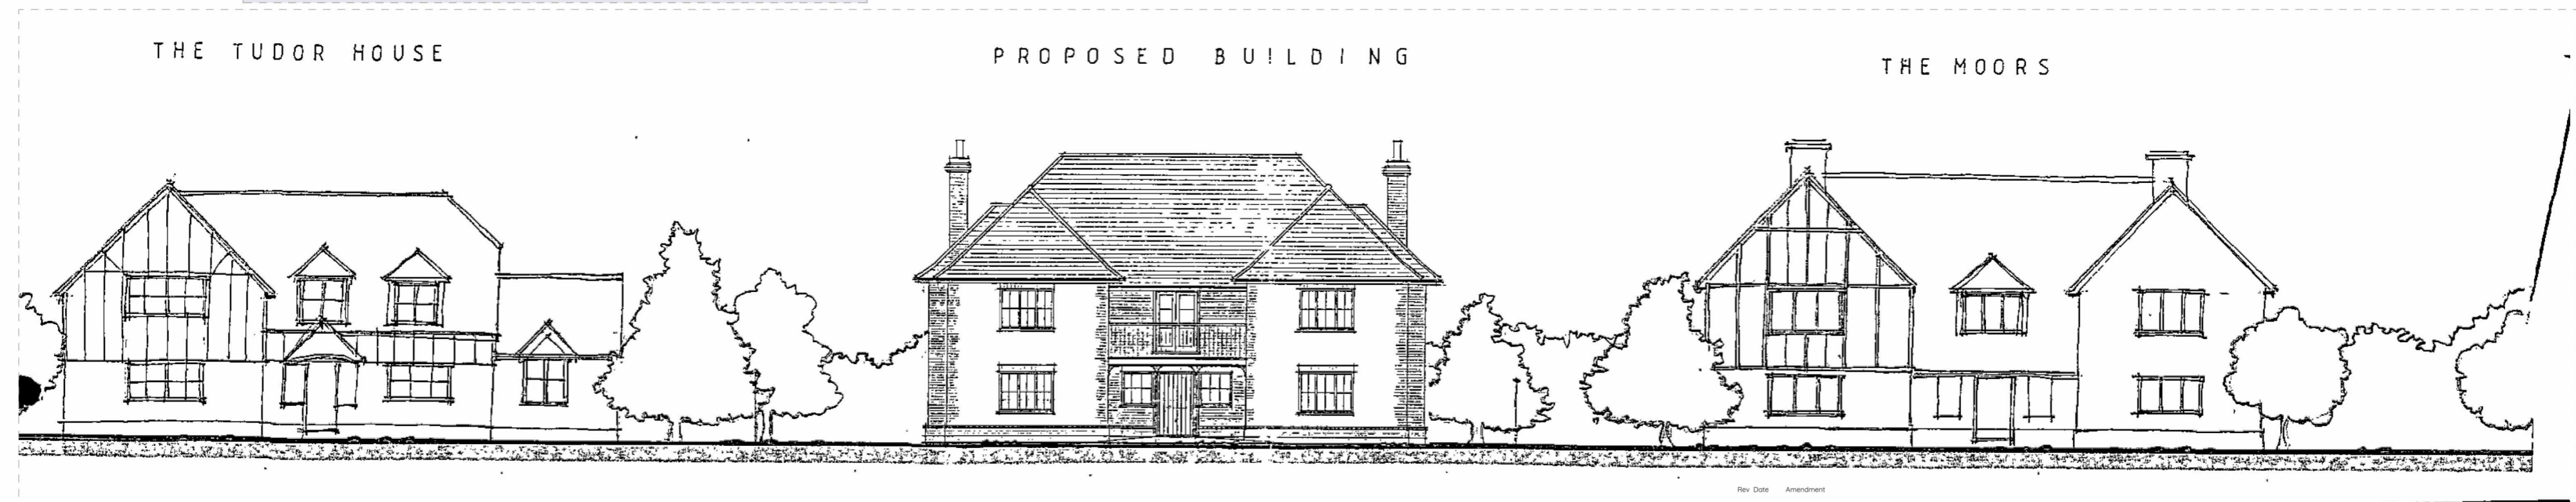 THE TUDOR HOUSE
PROPOSED BUILDING
THE MOORS
Rev Date Amendment